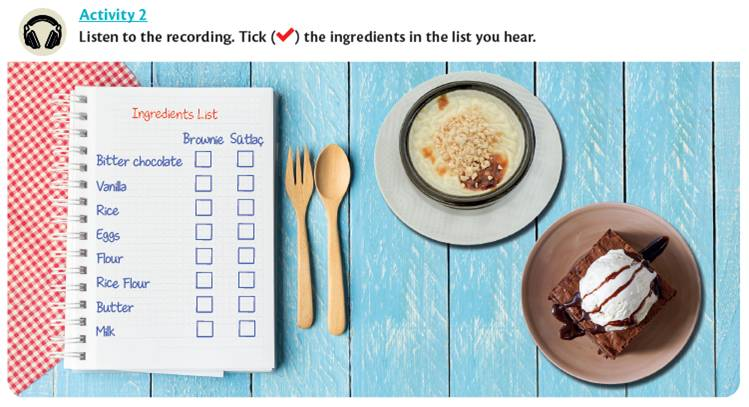 Activity 2
Listen to the recording. Tick (✓) the ingredients in the list you hear.
Ingredients List
Brownie Sütlaç
Bitter chocolate
Vanilla
Rice
Eggs
Flour
Rice Flour
Butter
Milk